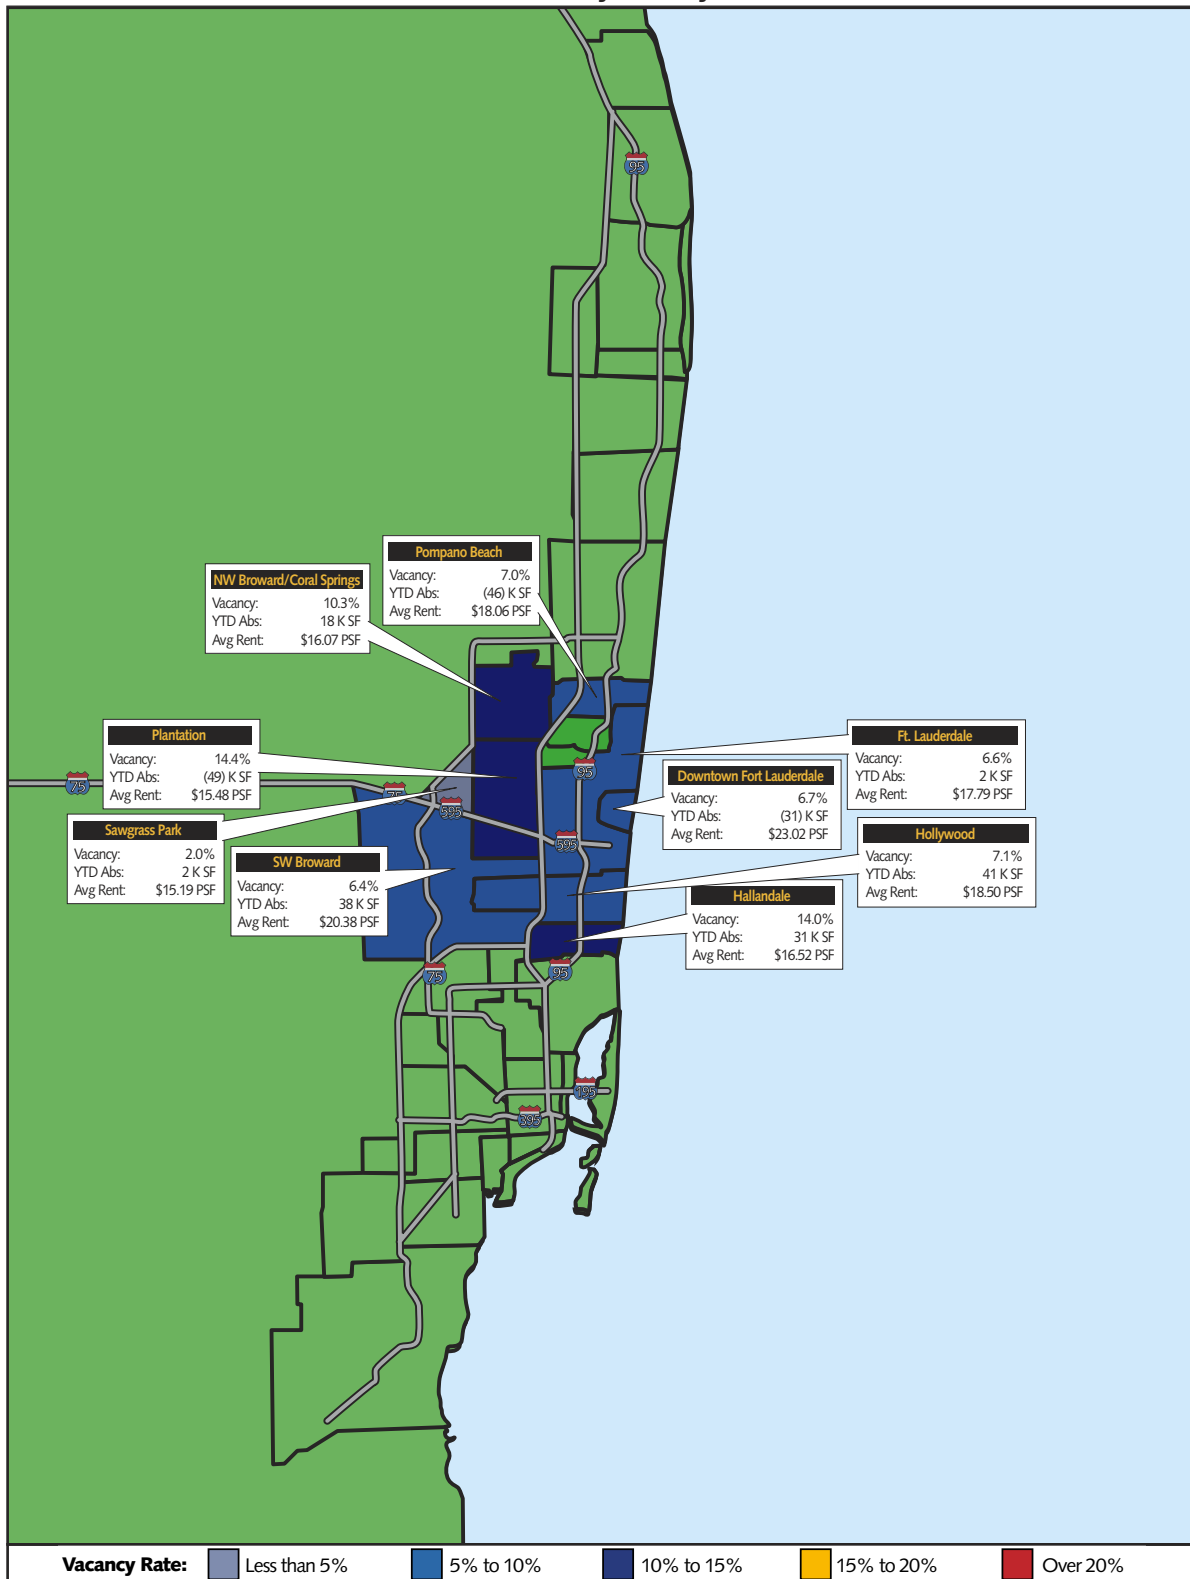 95
Pompano Beach
Vacancy: 7.0%
YTD Abs: (46) K SF
Avg Rent: $18.06 PSF
NW Broward/Coral Springs
Vacancy: 10.3%
YTD Abs: 18 K SF
Avg Rent: $16.07 PSF
Plantation
Vacancy: 14.4%
YTD Abs: (49) K SF
Avg Rent: $15.48 PSF
Ft. Lauderdale
Vacancy: 6.6%
YTD Abs: 2 K SF
Avg Rent: $17.79 PSF
Downtown Fort Lauderdale
Vacancy: 6.7%
YTD Abs: (31) K SF
Avg Rent: $23.02 PSF
75
75
95
595
595
Sawgrass Park
Vacancy: 2.0%
YTD Abs: 2 K SF
Avg Rent: $15.19 PSF
SW Broward
Vacancy: 6.4%
YTD Abs: 38 K SF
Avg Rent: $20.38 PSF
Hollywood
Vacancy: 7.1%
YTD Abs: 41 K SF
Avg Rent: $18.50 PSF
Hallandale
Vacancy: 14.0%
YTD Abs: 31 K SF
Avg Rent: $16.52 PSF
75
95
195
395
Vacancy Rate: Less than 5% 5% to 10% 10% to 15% 15% to 20% Over 20%